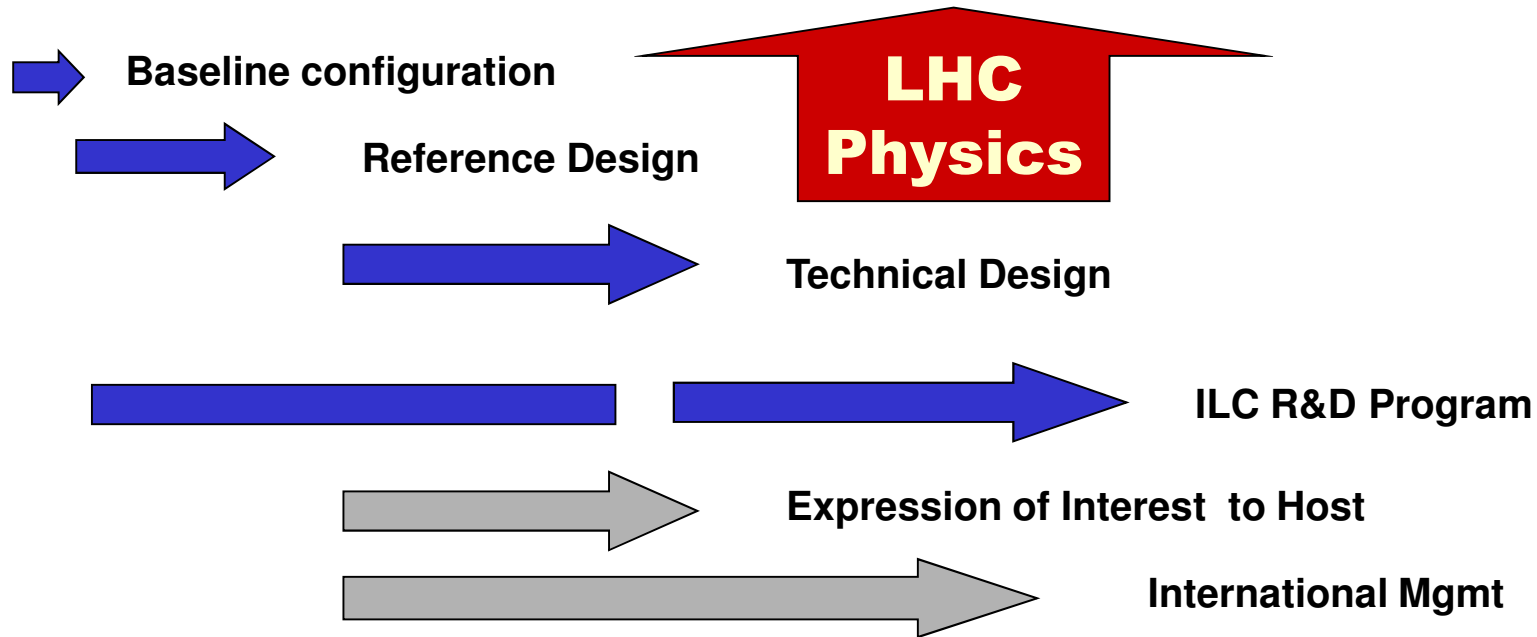 Baseline configuration
LHC
Physics
Reference Design
Technical Design
ILC R&D Program
Expression of Interest  to Host
International Mgmt